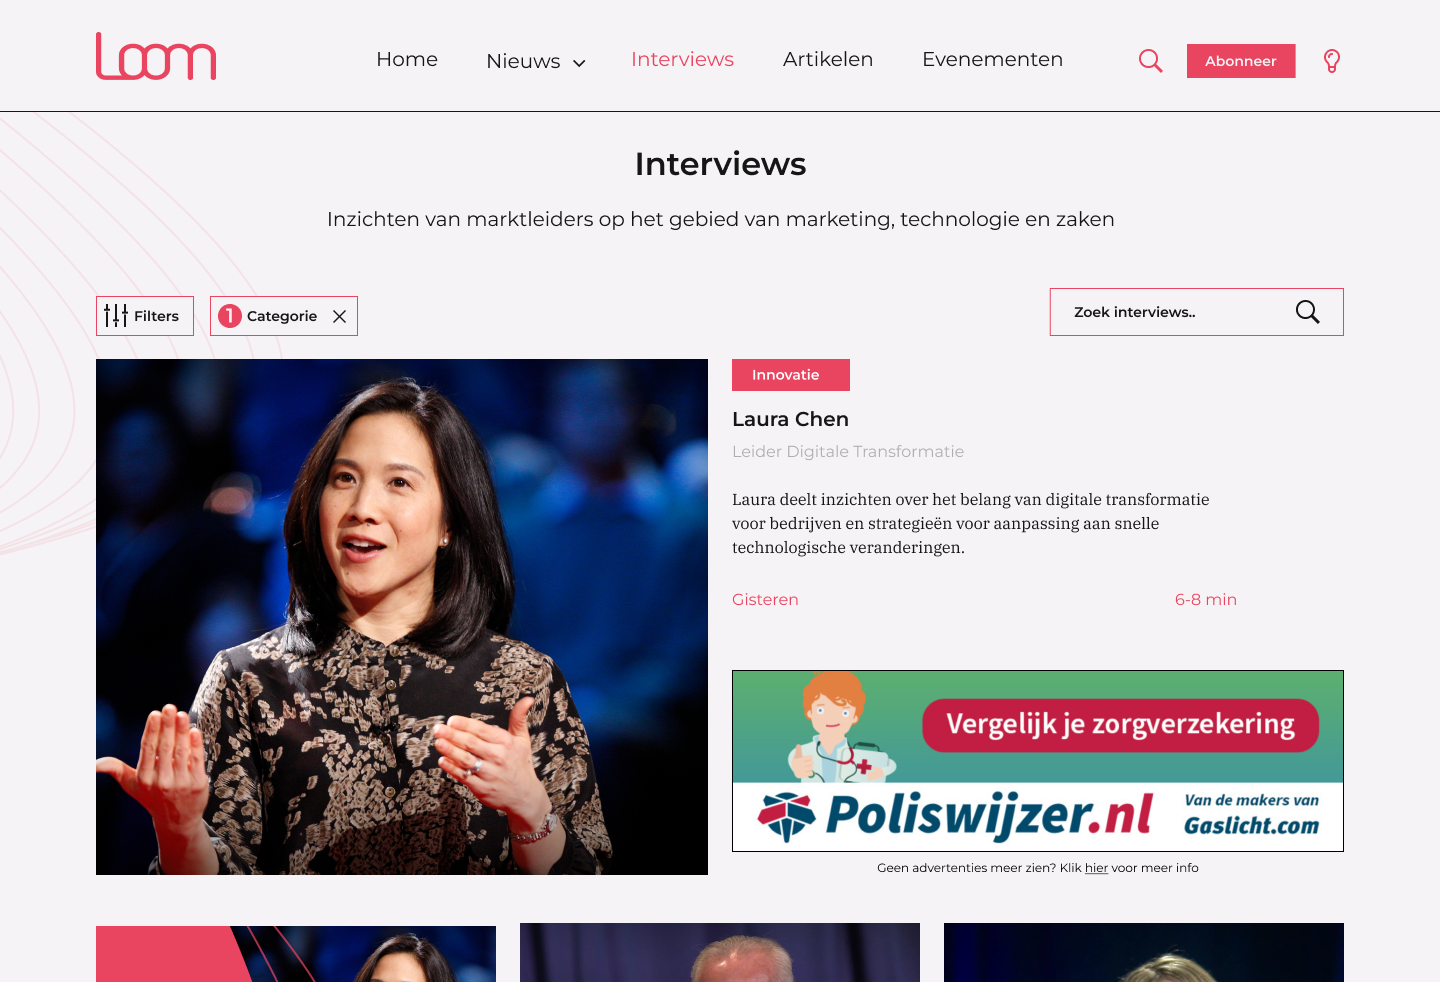 Loom
Home
Nieuws
Interviews
Artikelen
Evenementen
Abonneer
Interviews
Inzichten van marktleiders op het gebied van marketing, technologie en zaken
Filters
1 Categorie
Zoek interviews..
Innovatie
Laura Chen
Leider Digitale Transformatie
Laura deelt inzichten over het belang van digitale transformatie
voor bedrijven en strategieën voor aanpassing aan snelle
technologische veranderingen.
Gisteren
6-8 min
Vergelijk je zorgverzekering
Poliswijzer.nl
Van de makers van
Gaslicht.com
Geen advertenties meer zien? Klik hier voor meer info